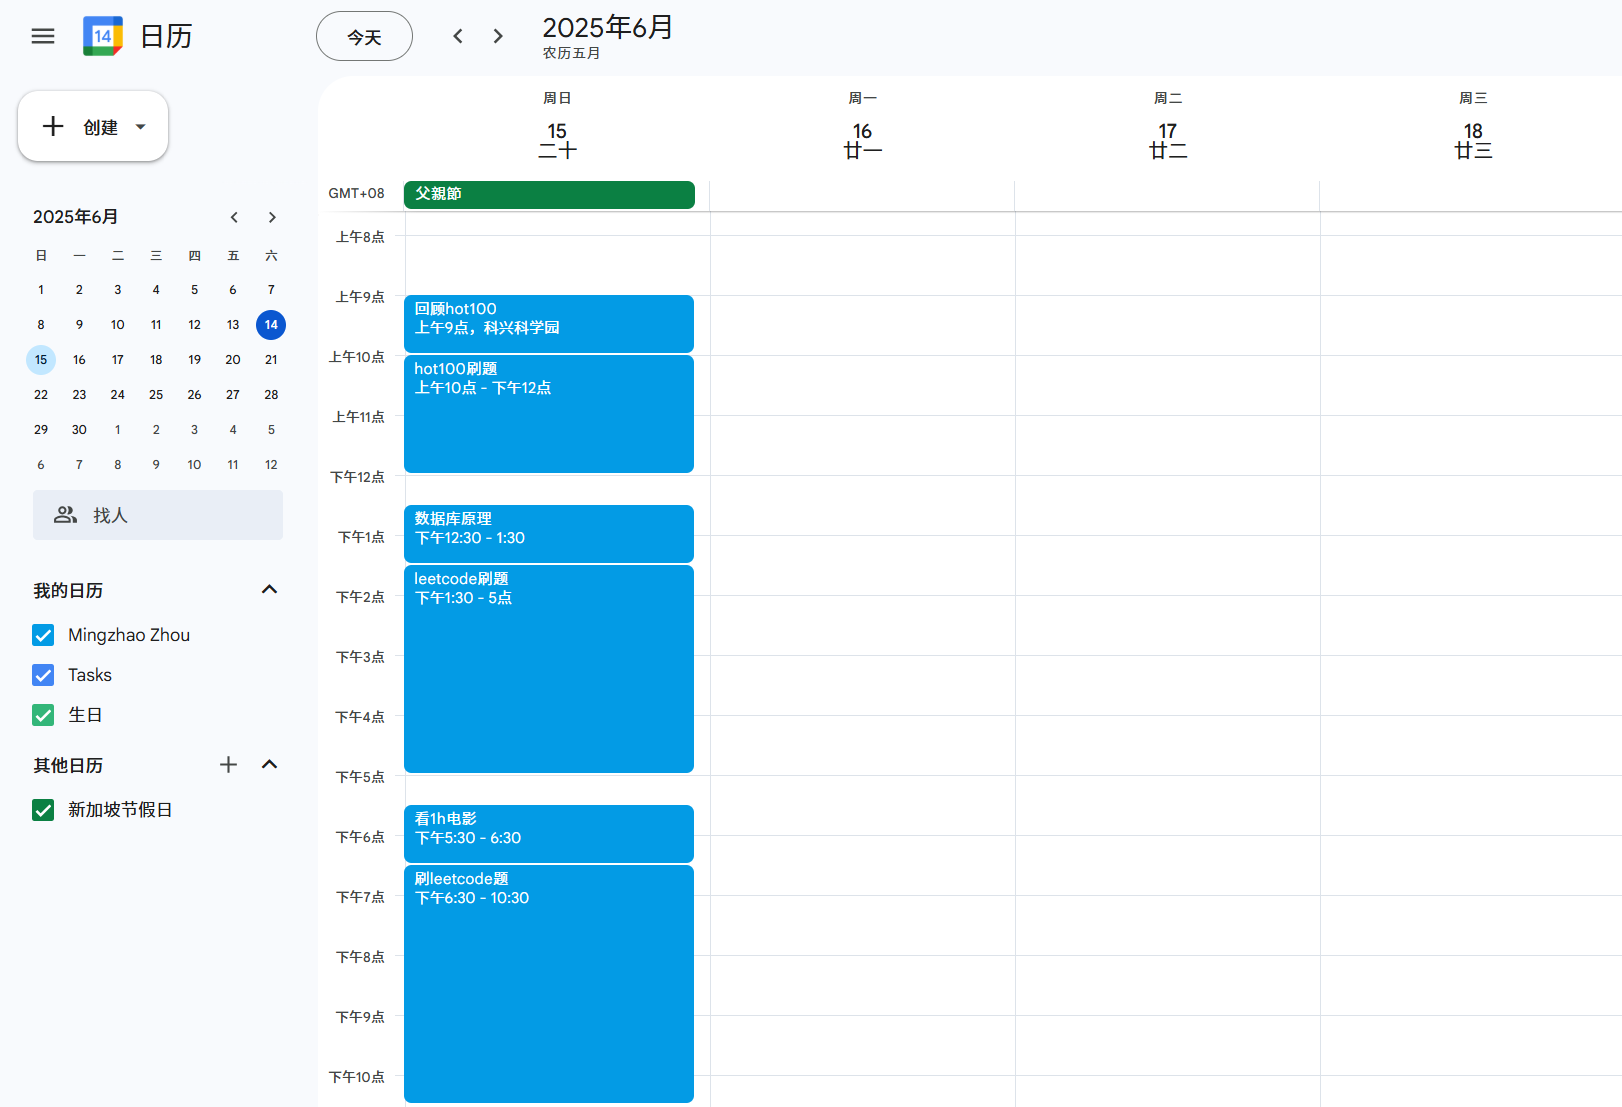 14
日历
今天
2025年6月
农历五月
创建
2025年6月
日 一 二 三 四 五 六
1 2 3 4 5 6 7
8 9 10 11 12 13 14
15 16 17 18 19 20 21
22 23 24 25 26 27 28
29 30 1 2 3 4 5
6 7 8 9 10 11 12
找人
我的日历
Mingzhao Zhou
Tasks
生日
其他日历
新加坡节假日
周日
15
二十
周一
16
廿一
周二
17
廿二
周三
18
廿三
GMT+08
父親節
上午8点
上午9点
上午10点
上午11点
下午12点
下午1点
下午2点
下午3点
下午4点
下午5点
下午6点
下午7点
下午8点
下午9点
下午10点
回顾hot100
上午9点，科兴科学园
hot100刷题
上午10点 – 下午12点
数据库原理
下午12:30 – 1:30
leetcode刷题
下午1:30 – 5点
看1h电影
下午5:30 – 6:30
刷leetcode题
下午6:30 – 10:30